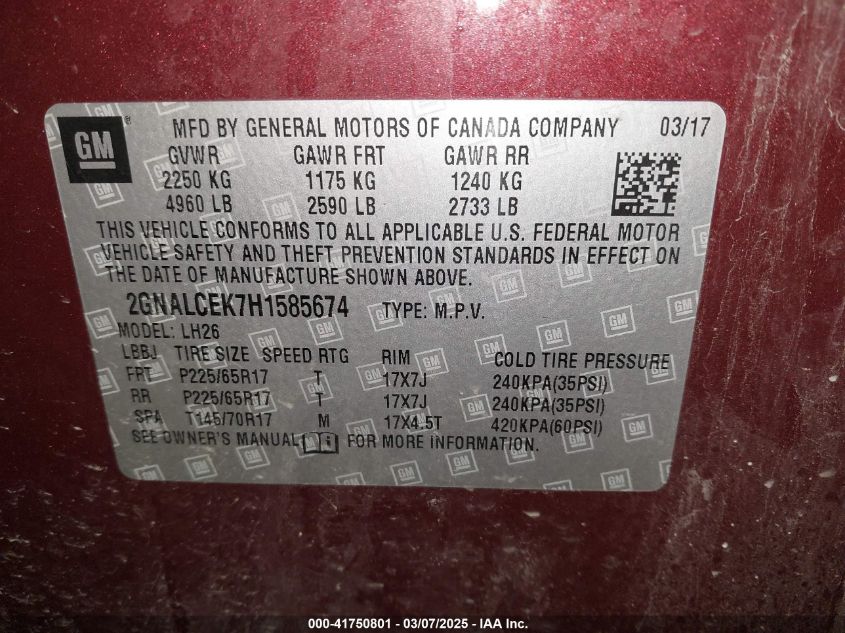 GM ® MFD BY GENERAL MOTORS OF CANADA COMPANY 03/17
GVWR GAWR FRT GAWR RR
2250 KG 1175 KG 1240 KG
4960 LB 2590 LB 2733 LB
THIS VEHICLE CONFORMS TO ALL APPLICABLE U.S. FEDERAL MOTOR
VEHICLE SAFETY AND THEFT PREVENTION STANDARDS IN EFFECT ON
THE DATE OF MANUFACTURE SHOWN ABOVE.
2GNALCEK7H1585674 TYPE: M.P.V.
MODEL: LH26
LBBJ TIRE SIZE SPEED RTG RIM COLD TIRE PRESSURE
FRT P225/65R17 T 17X7J 240KPA(35PSI)
RR P225/65R17 T 17X7J 240KPA(35PSI)
SPA T145/70R17 M 17X4.5T 420KPA(60PSI)
SEE OWNER'S MANUAL FOR MORE INFORMATION.
000-41750801 - 03/07/2025 - IAA Inc.